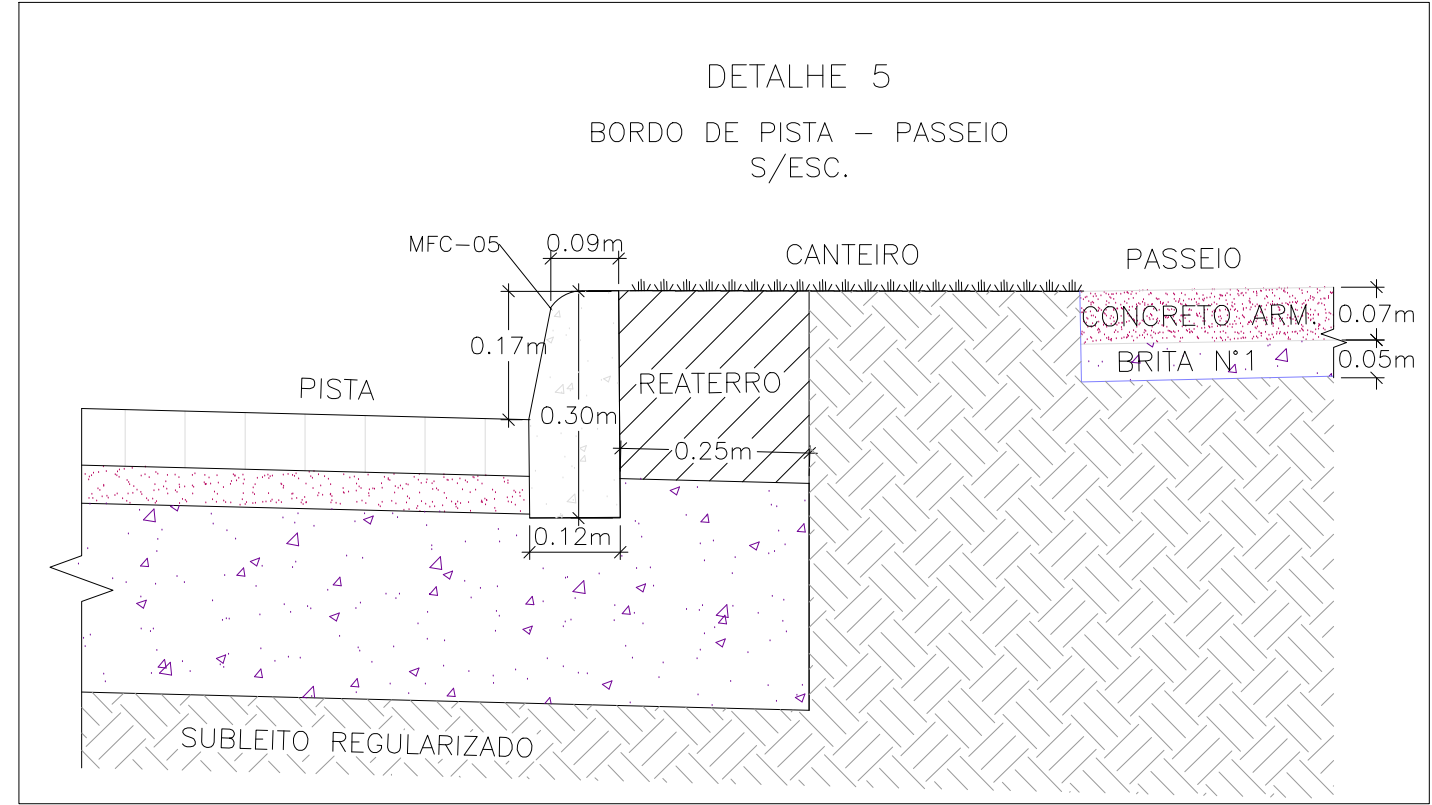 DETALHE 5
BORDO DE PISTA - PASSEIO
S/ESC.
MFC-05
0.09m
CANTEIRO
PASSEIO
0.17m
CONCRETO ARM.
0.07m
BRITA N°1
0.05m
PISTA
0.30m
REATERRO
0.25m
0.12m
SUBLEITO REGULARIZADO